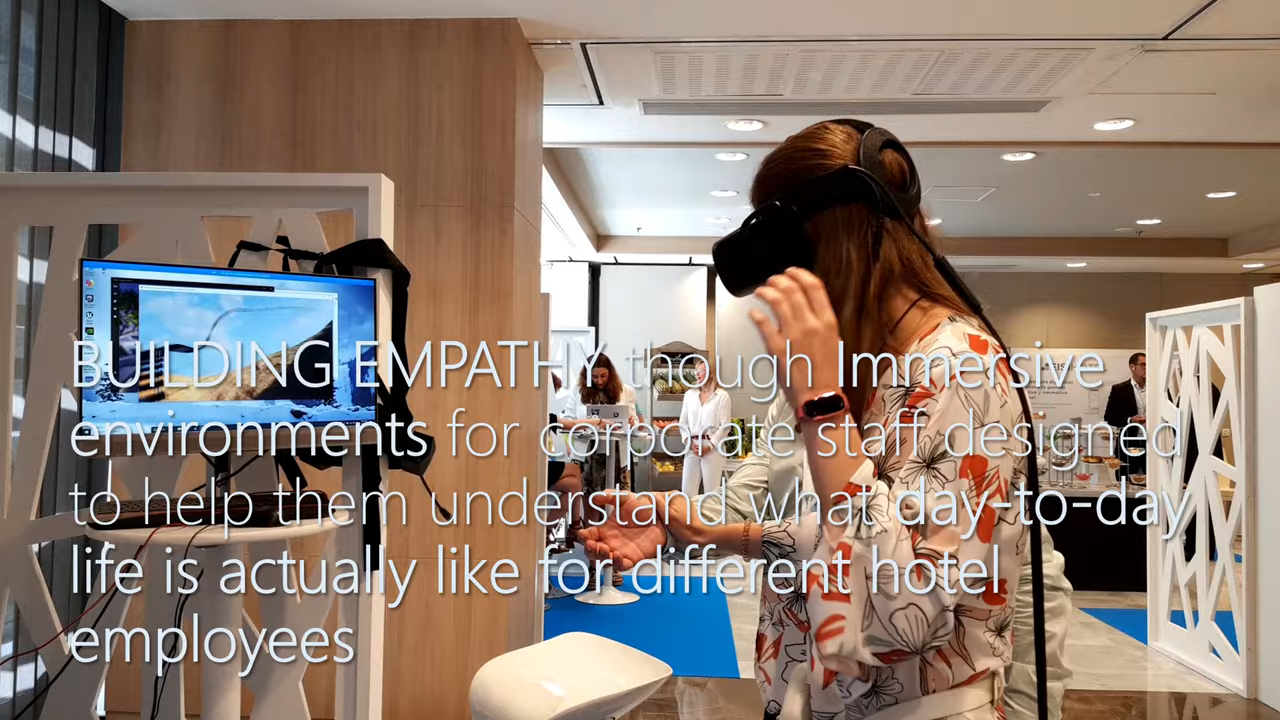 BUILDING EMPATHY though Immersive
environments for corporate staff designed
to help them understand what day-to-day
life is actually like for different hotel
employees